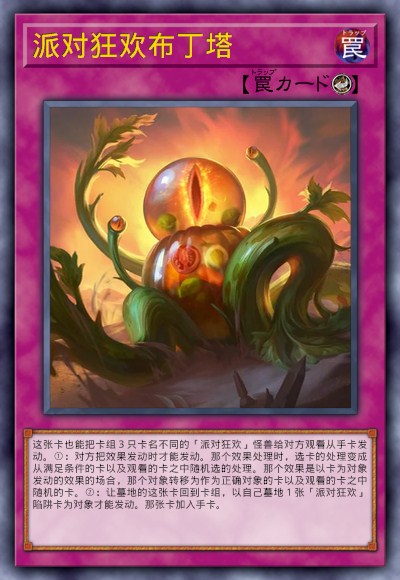 派对狂欢布丁塔
トラップ
罠
トラップ
【罠カード】
这张卡也能把卡组３只卡名不同的「派对狂欢」怪兽给对方观看从手卡发
动。①：对方把效果发动时才能发动。那个效果处理时，选卡的处理变成
从满足条件的卡以及观看的卡之中随机选的处理。那个效果是以卡为对象
发动的效果的场合，那个对象转移为作为正确对象的卡以及观看的卡之中
随机的卡。②：让墓地的这张卡回到卡组，以自己墓地１张「派对狂欢」
陷阱卡为对象才能发动。那张卡加入手卡。